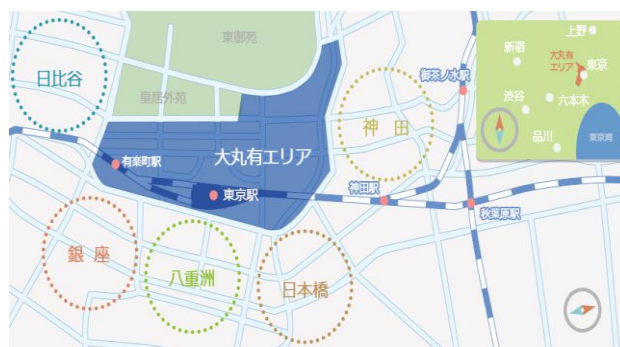 東御苑
日比谷
皇居外苑
御茶ノ水駅
神田
有楽町駅
大丸有エリア
東京駅
神田駅
秋葉原駅
銀座
八重洲
日本橋
上野
新宿
大丸有
エリア
東京
渋谷
六本木
品川
東京湾